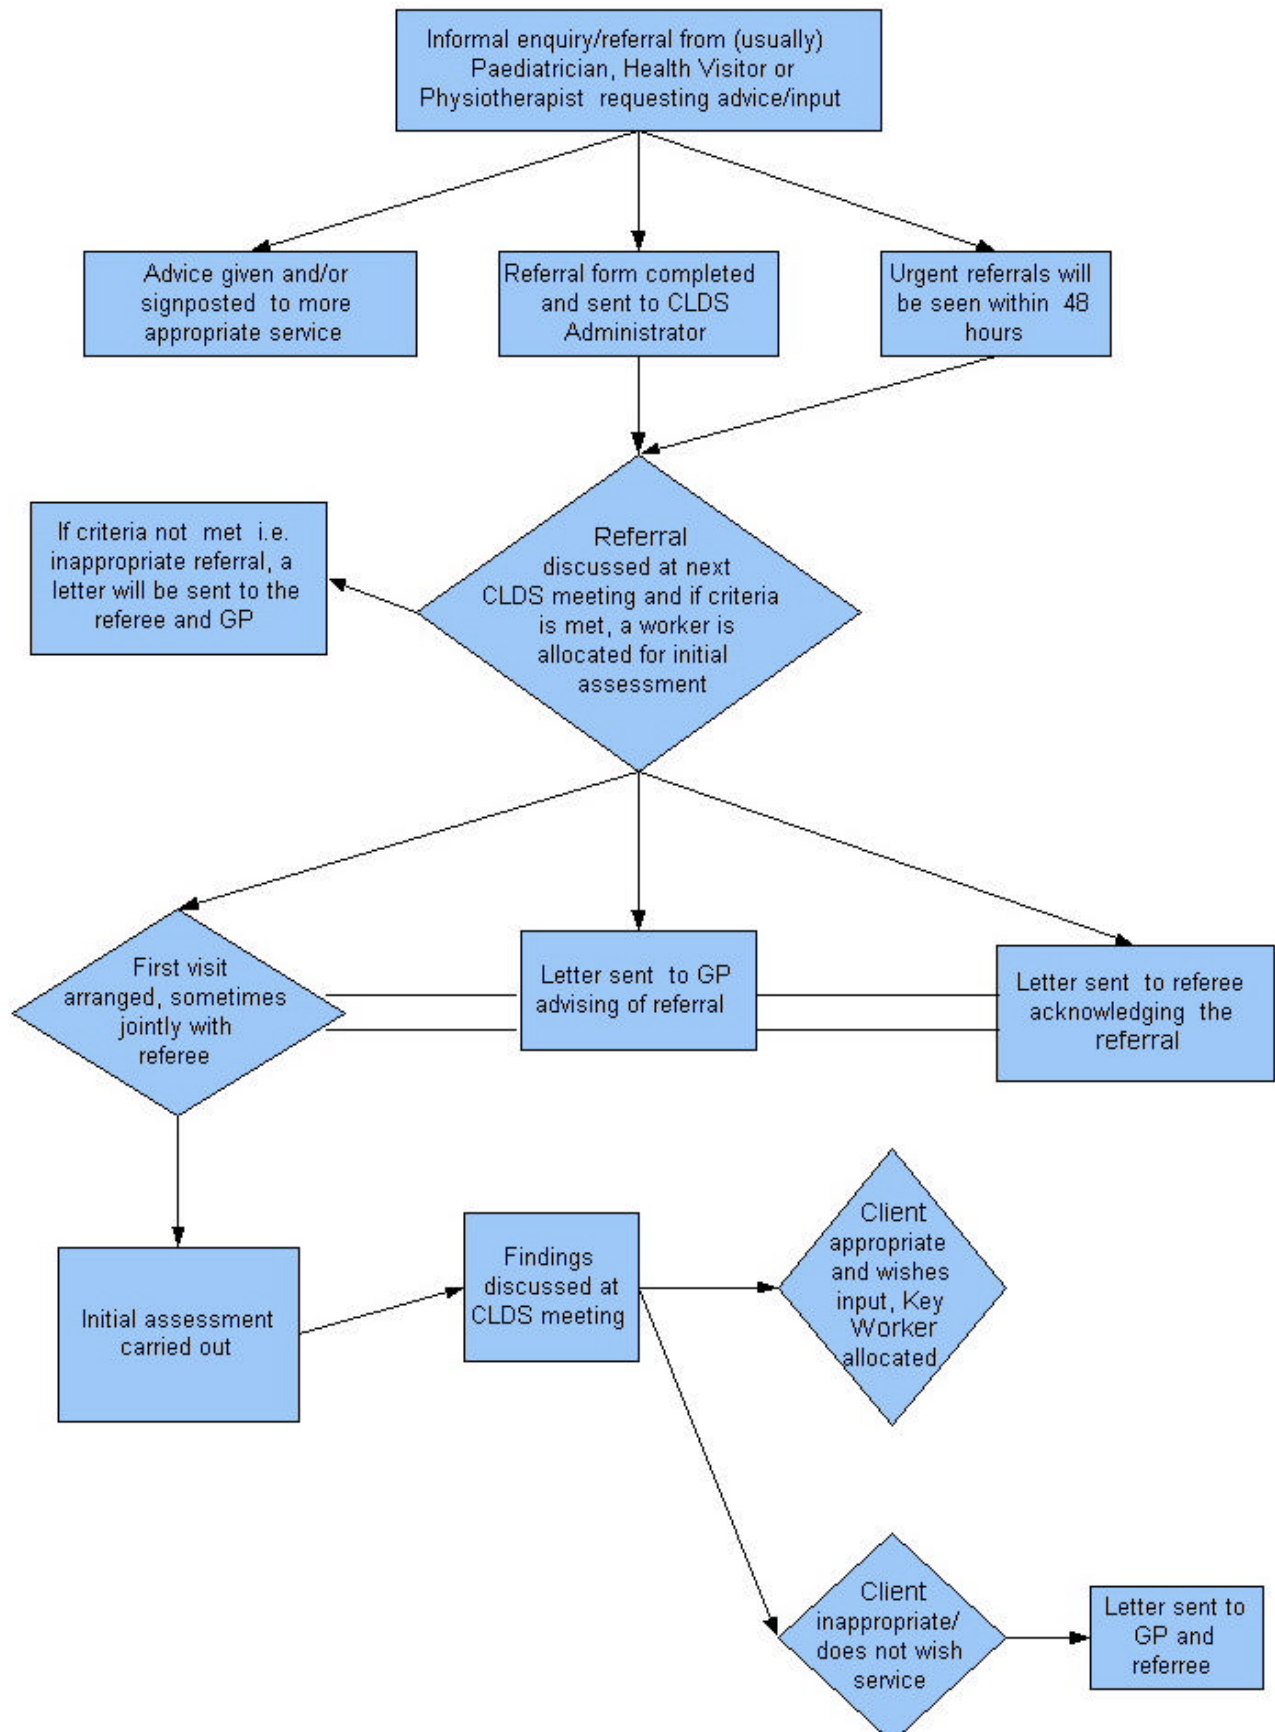 Informal enquiry/referral from (usually)
Paediatrician, Health Visitor or
Physiotherapist requesting advice/input
Advice given and/or
signposted to more
appropriate service
Referral form completed
and sent to CLDS
Administrator
Urgent referrals will
be seen within 48
hours
If criteria not met i.e.
inappropriate referral, a
letter will be sent to the
referee and GP
Referral
discussed at next
CLDS meeting and if criteria
is met, a worker is
allocated for initial
assessment
First visit
arranged, sometimes
jointly with
referee
Letter sent to GP
advising of referral
Letter sent to referee
acknowledging the
referral
Initial assessment
carried out
Findings
discussed at
CLDS meeting
Client
appropriate
and wishes
input, Key
Worker
allocated
Client
inappropriate/
does not wish
service
Letter sent to
GP and
referree